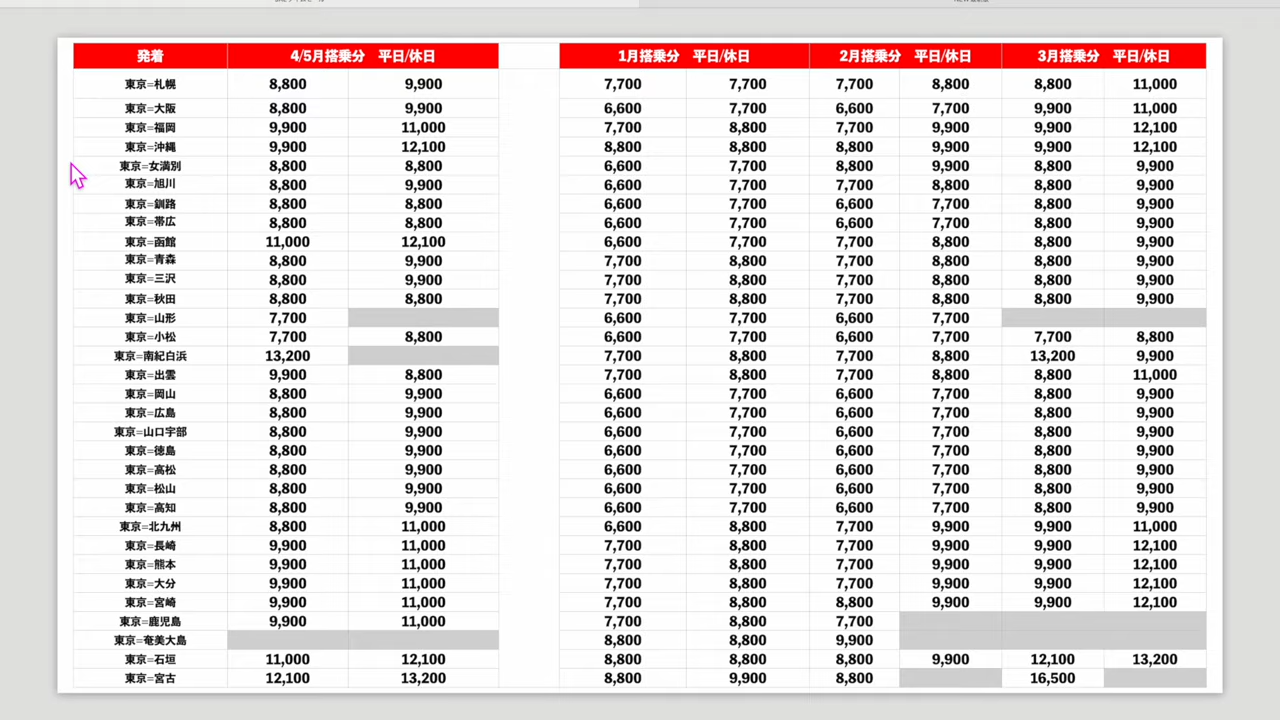 発着 4/5月搭乗分 平日/休日 1月搭乗分 平日/休日 2月搭乗分 平日/休日 3月搭乗分 平日/休日
東京=札幌 8,800 9,900 7,700 7,700 7,700 8,800 8,800 11,000
東京=大阪 8,800 9,900 6,600 7,700 6,600 7,700 9,900 11,000
東京=福岡 9,900 11,000 7,700 8,800 7,700 9,900 9,900 12,100
東京=沖縄 9,900 12,100 8,800 8,800 8,800 9,900 9,900 12,100
東京=女満別 8,800 8,800 6,600 7,700 8,800 9,900 8,800 9,900
東京=旭川 8,800 9,900 6,600 7,700 7,700 8,800 8,800 9,900
東京=釧路 8,800 8,800 6,600 7,700 6,600 7,700 8,800 9,900
東京=帯広 8,800 8,800 6,600 7,700 6,600 7,700 8,800 9,900
東京=函館 11,000 12,100 6,600 7,700 7,700 8,800 8,800 9,900
東京=青森 8,800 9,900 7,700 8,800 7,700 8,800 8,800 9,900
東京=三沢 8,800 9,900 7,700 8,800 7,700 8,800 8,800 9,900
東京=秋田 8,800 8,800 7,700 8,800 7,700 8,800 8,800 9,900
東京=山形 7,700 6,600 7,700 6,600 7,700
東京=小松 7,700 8,800 6,600 7,700 6,600 7,700 7,700 8,800
東京=南紀白浜 13,200 7,700 8,800 7,700 8,800 13,200 9,900
東京=出雲 9,900 8,800 7,700 8,800 7,700 8,800 8,800 11,000
東京=岡山 8,800 9,900 6,600 7,700 6,600 7,700 8,800 9,900
東京=広島 8,800 9,900 6,600 7,700 6,600 7,700 8,800 9,900
東京=山口宇部 8,800 9,900 6,600 7,700 6,600 7,700 8,800 9,900
東京=徳島 8,800 9,900 6,600 7,700 6,600 7,700 8,800 9,900
東京=高松 8,800 9,900 6,600 7,700 6,600 7,700 8,800 9,900
東京=松山 8,800 9,900 6,600 7,700 6,600 7,700 8,800 9,900
東京=高知 8,800 9,900 6,600 7,700 6,600 7,700 8,800 9,900
東京=北九州 8,800 11,000 6,600 8,800 7,700 9,900 9,900 11,000
東京=長崎 9,900 11,000 7,700 8,800 7,700 9,900 9,900 12,100
東京=熊本 9,900 11,000 7,700 8,800 7,700 9,900 9,900 12,100
東京=大分 9,900 11,000 7,700 8,800 7,700 9,900 9,900 12,100
東京=宮崎 9,900 11,000 7,700 8,800 8,800 9,900 9,900 12,100
東京=鹿児島 9,900 11,000 7,700 8,800 7,700
東京=奄美大島 8,800 8,800 9,900
東京=石垣 11,000 12,100 8,800 8,800 8,800 9,900 12,100 13,200
東京=宮古 12,100 13,200 8,800 9,900 8,800 16,500